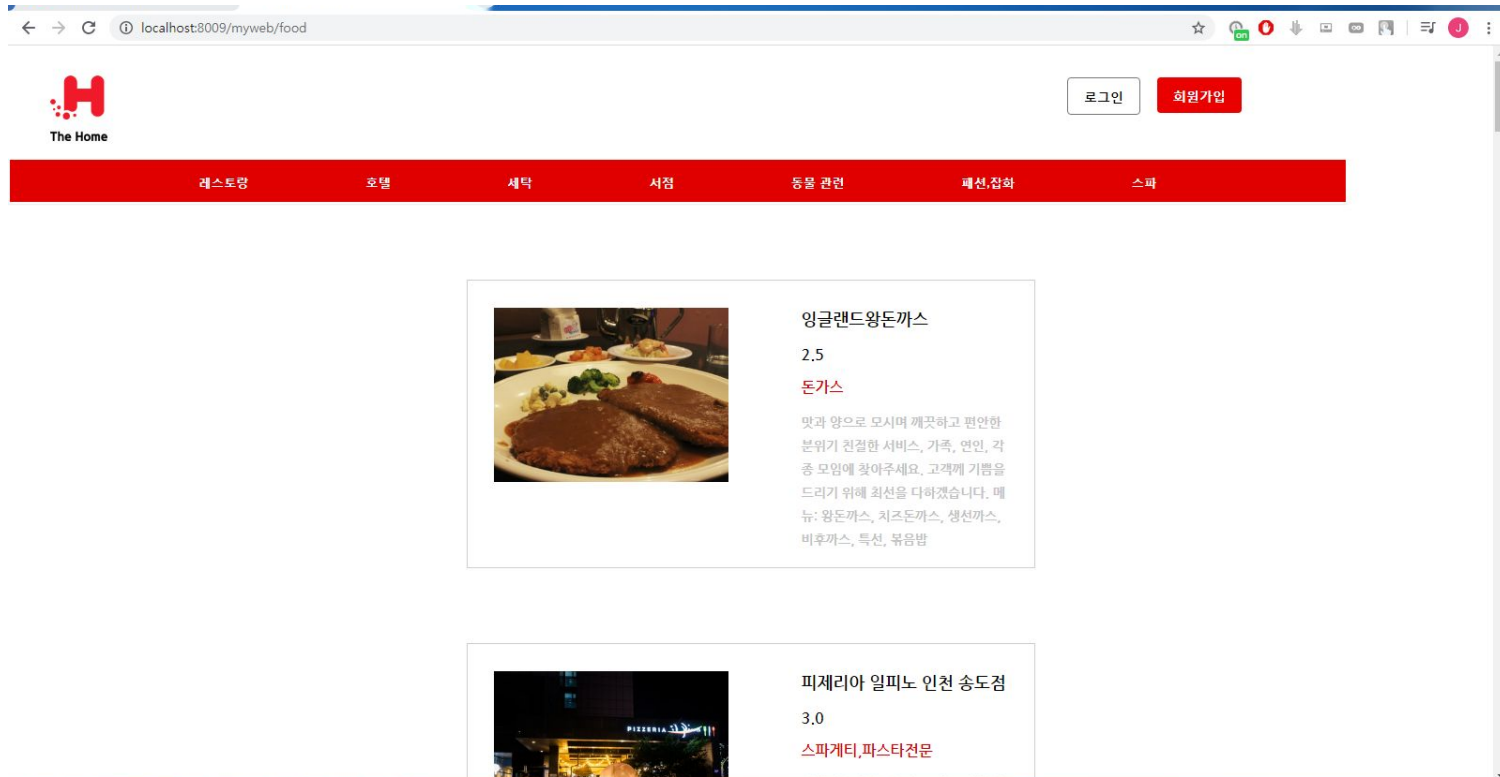 localhost:8009/myweb/food
on
J
H
The Home
로그인
회원가입
레스토랑 호텔 세탁 서점 동물 관련 패션,잡화 스파
잉글랜드왕돈까스
2.5
돈가스
맛과 양으로 모시며 깨끗하고 편안한
분위기 친절한 서비스, 가족, 연인, 각
종 모임에 찾아주세요, 고객께 기쁨을
드리기 위해 최선을 다하겠습니다. 메
뉴: 왕돈까스, 치즈돈까스, 생선까스,
비후까스, 특선, 볶음밥
PIZZERIA
피제리아 일피노 인천 송도점
3.0
스파게티,파스타전문